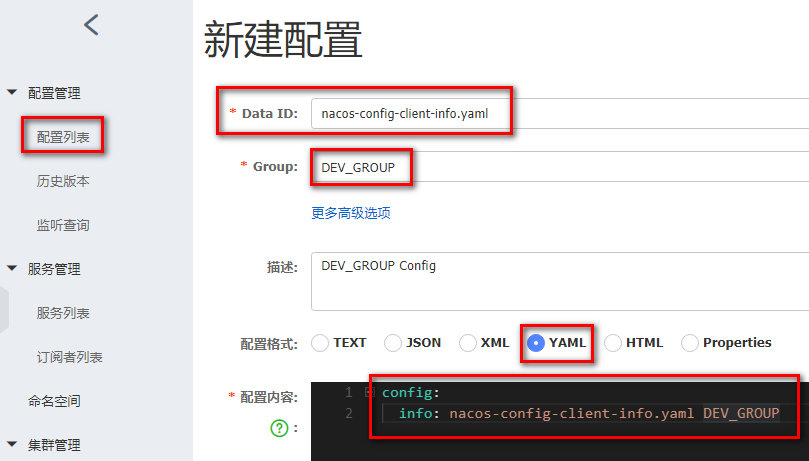 新建配置
配置管理
配置列表
历史版本
监听查询
服务管理
服务列表
订阅者列表
命名空间
集群管理
* Data ID: nacos-config-client-info.yaml
* Group: DEV_GROUP
更多高级选项
描述: DEV_GROUP Config
配置格式: TEXT JSON XML YAML HTML Properties
* 配置内容: 1 config:
? : 2 info: nacos-config-client-info.yaml DEV_GROUP